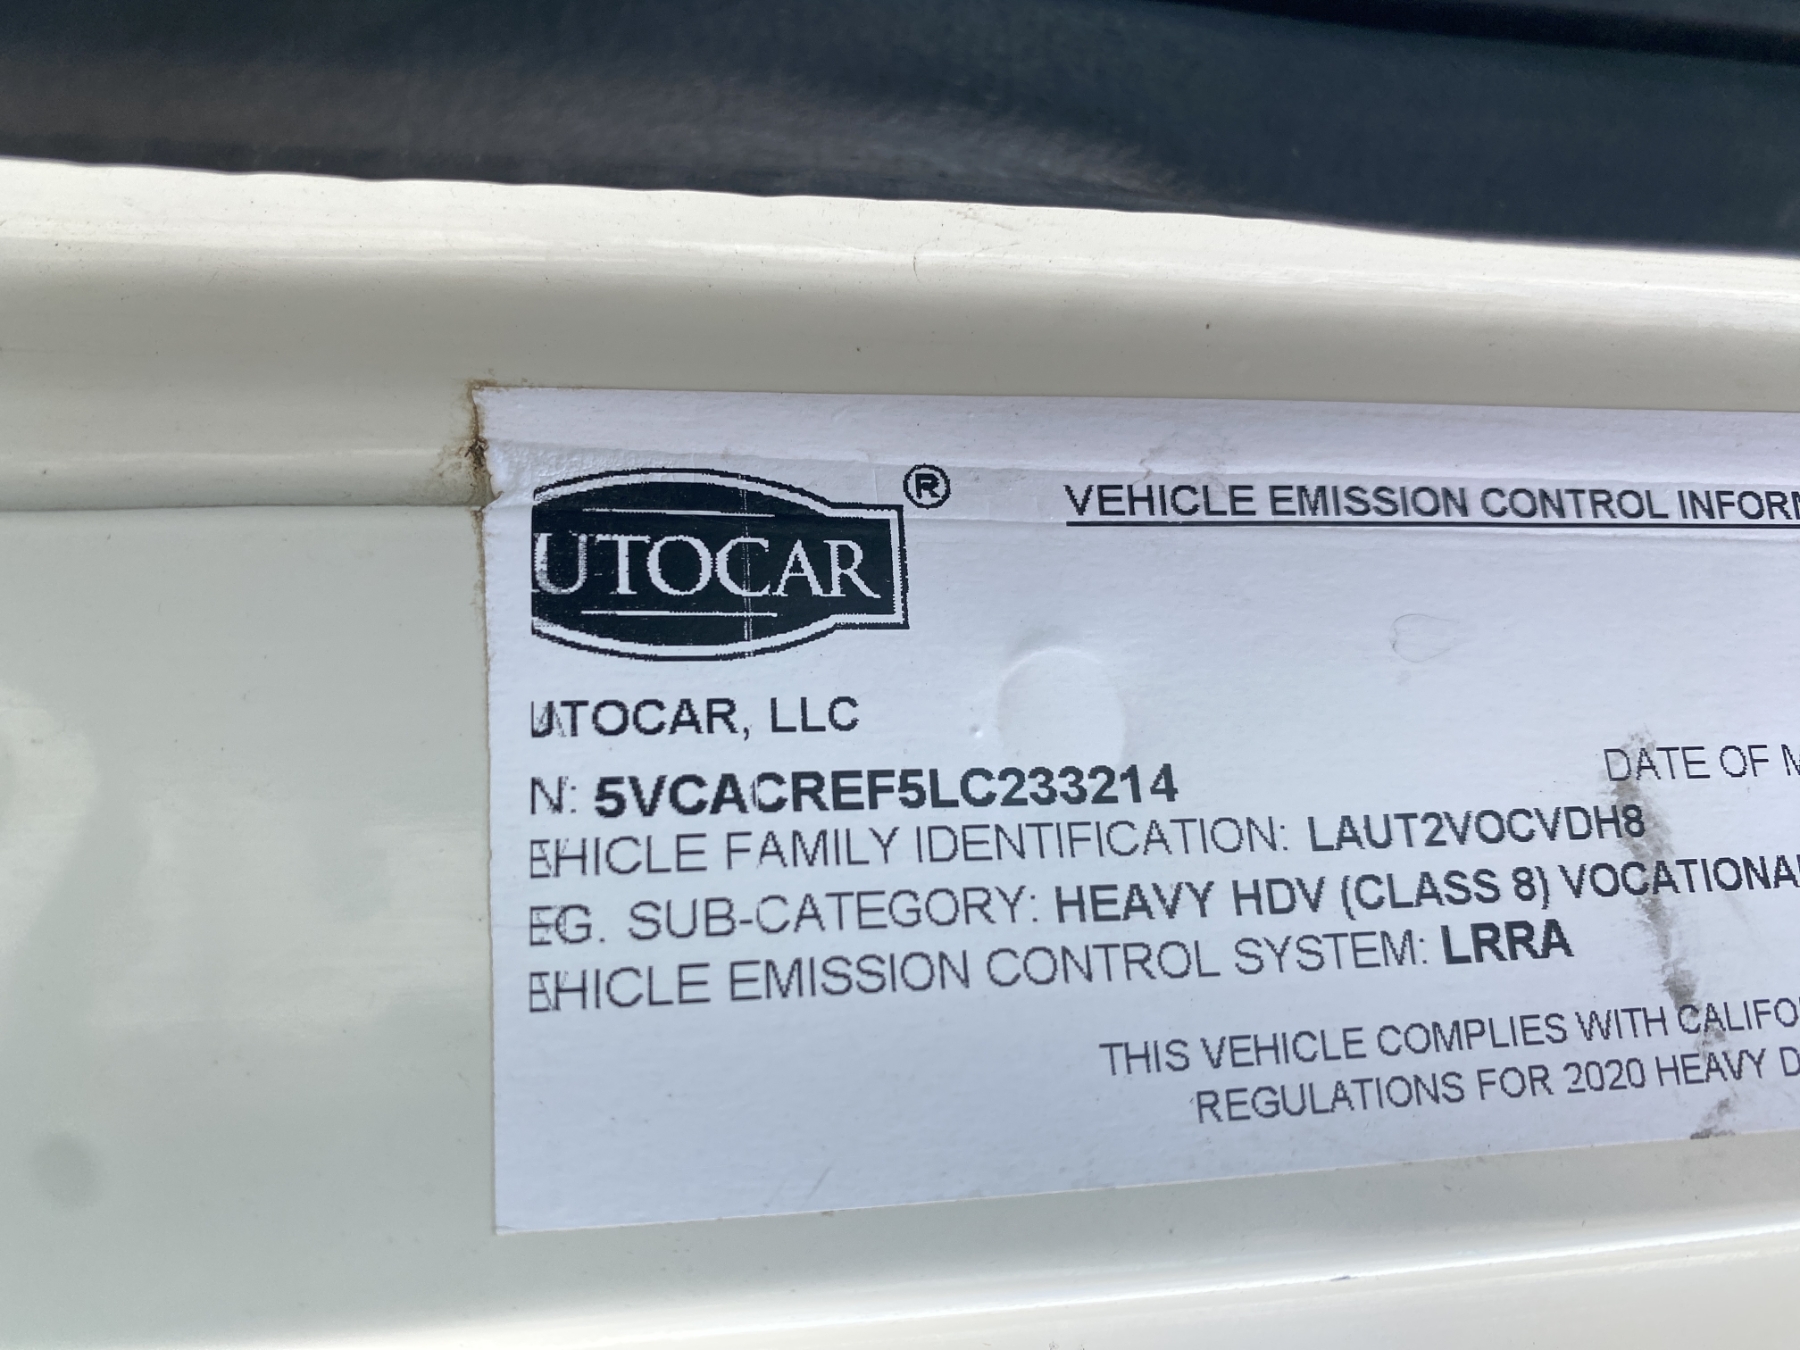 UTOCAR ®
VEHICLE EMISSION CONTROL INFORM
UTOCAR, LLC
N: 5VCACREF5LC233214
DATE OF M
EHICLE FAMILY IDENTIFICATION: LAUT2VOCVDH8
EG. SUB-CATEGORY: HEAVY HDV (CLASS 8) VOCATIONAL
EHICLE EMISSION CONTROL SYSTEM: LRRA
THIS VEHICLE COMPLIES WITH CALIFO
REGULATIONS FOR 2020 HEAVY D